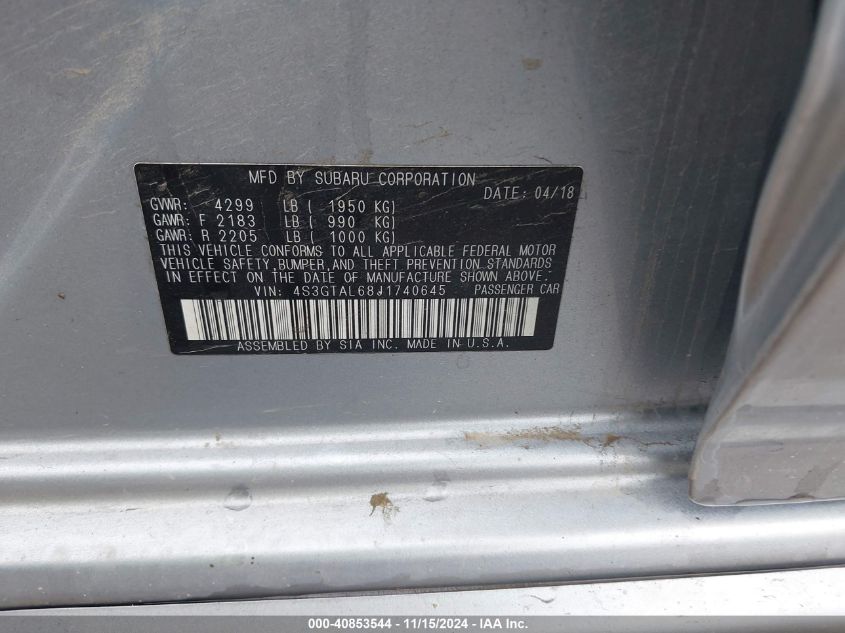 MFD BY SUBARU CORPORATION
DATE: 04/18
GVWR: 4299 LB ( 1950 KG)
GAWR: F 2183 LB ( 990 KG)
GAWR: R 2205 LB ( 1000 KG)
THIS VEHICLE CONFORMS TO ALL APPLICABLE FEDERAL MOTOR
VEHICLE SAFETY, BUMPER, AND THEFT PREVENTION STANDARDS
IN EFFECT ON THE DATE OF MANUFACTURE SHOWN ABOVE.
VIN: 4S3GTAL68J1740645 PASSENGER CAR
ASSEMBLED BY SIA INC. MADE IN U.S.A.
000-40853544 - 11/15/2024 - IAA Inc.